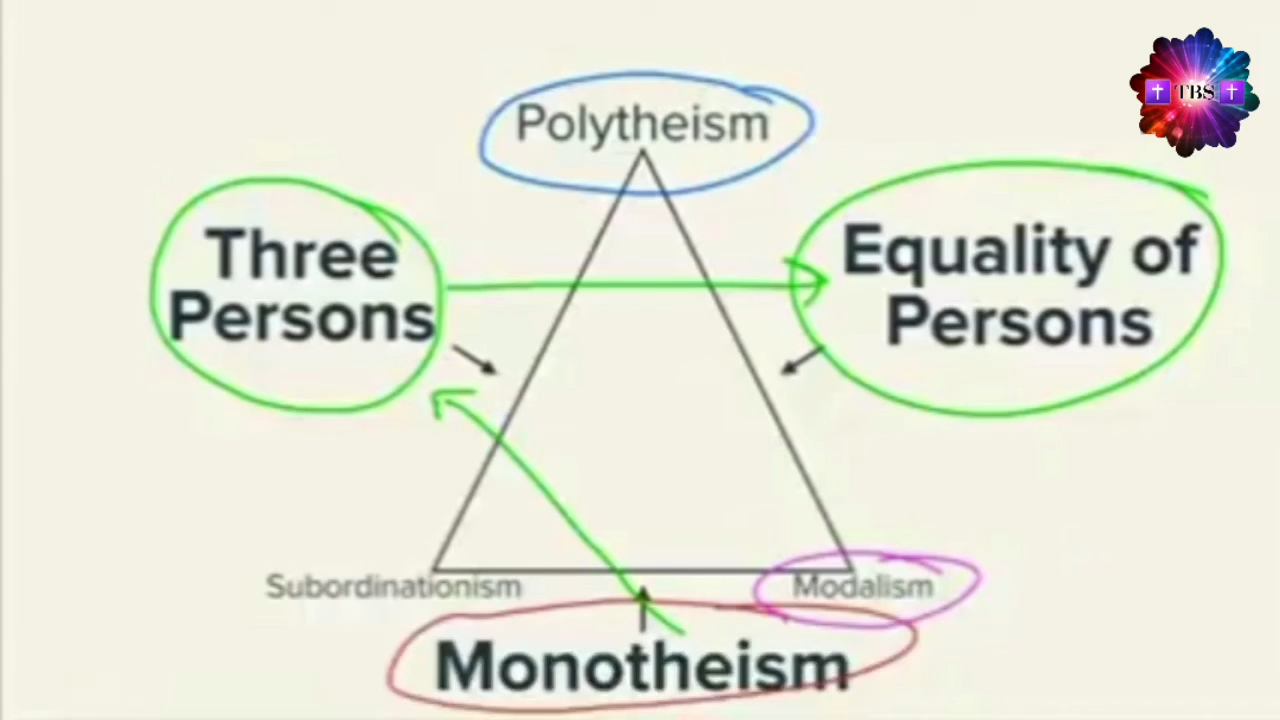 TBS
Polytheism
Three
Persons
Equality of
Persons
Subordinationism
Modalism
Monotheism